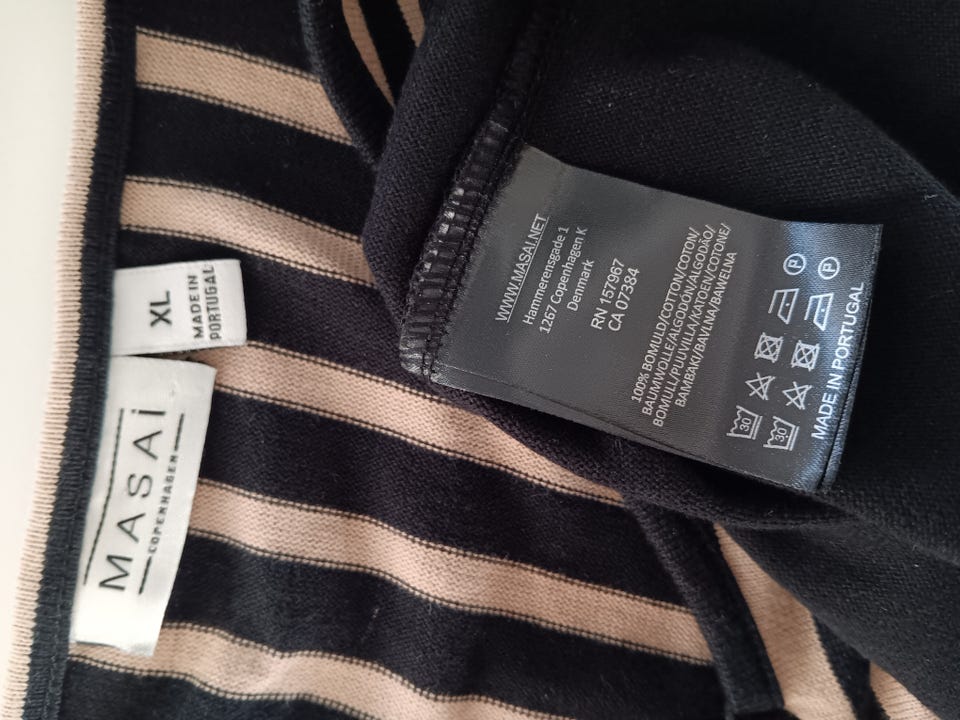 MASAI
COPENHAGEN
XL
MADE IN
PORTUGAL
WWW.MASAI.NET
Hammerensgade 1
1267 Copenhagen K
Denmark
RN 157967
CA 07384
100% BOMULD/COTTON/COTON/
BAUMWOLLE/ALGODÓN/ALGODÃO/
BOMULL/PUUVILLA/KATOEN/COTONE/
BAMBAKI/BAVLNA/BAWEŁNA
30 P
30 P
MADE IN PORTUGAL